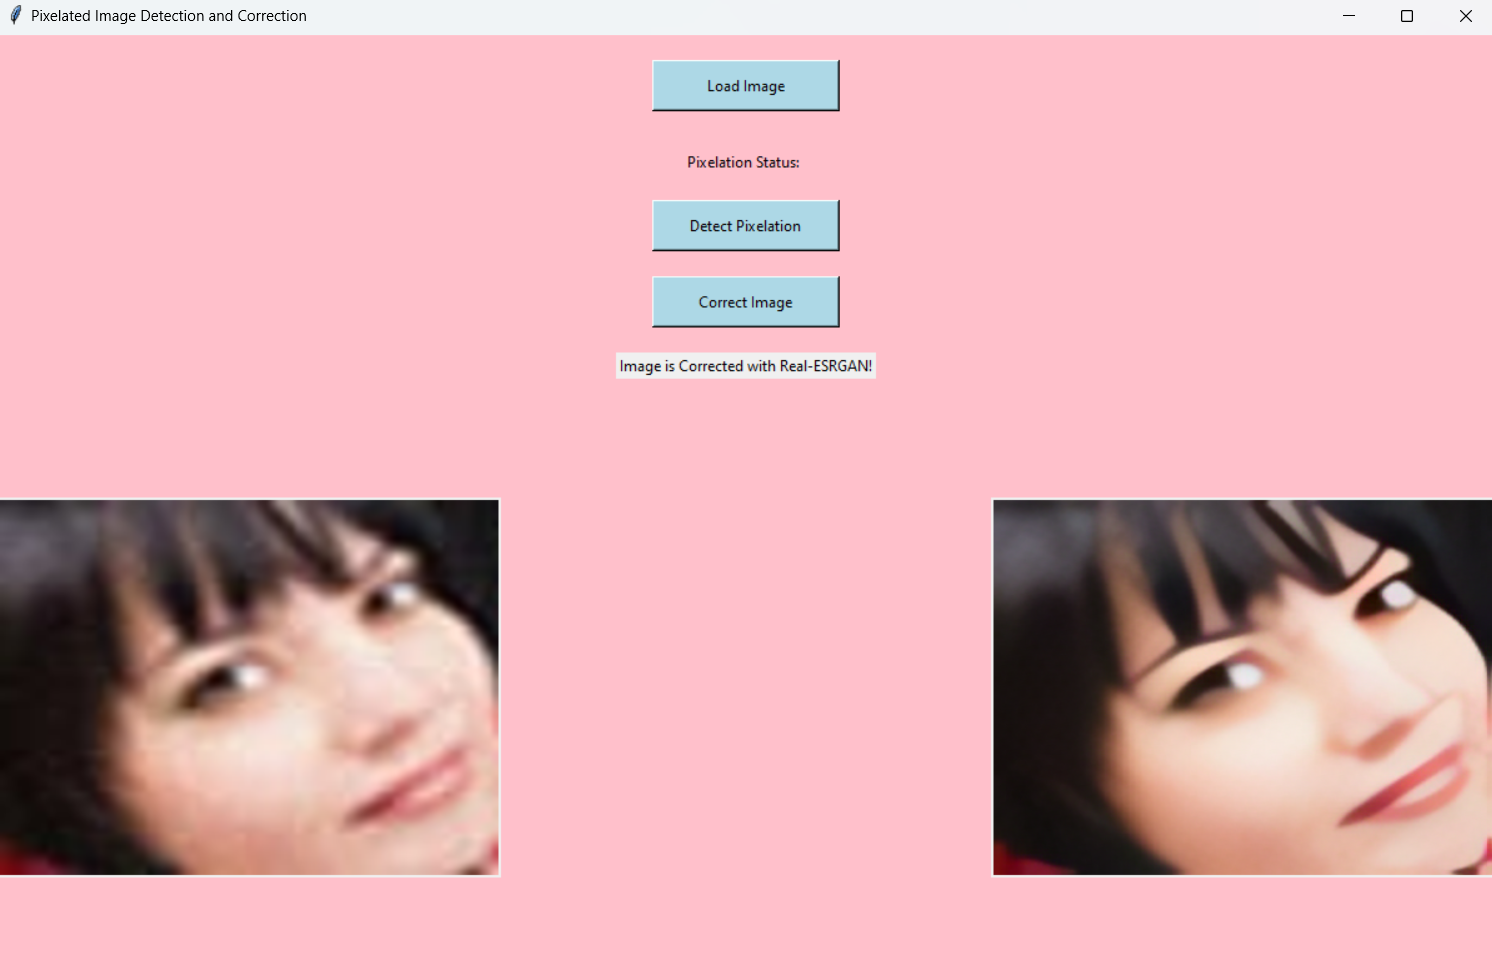 Pixelated Image Detection and Correction
Load Image
Pixelation Status:
Detect Pixelation
Correct Image
Image is Corrected with Real-ESRGAN!